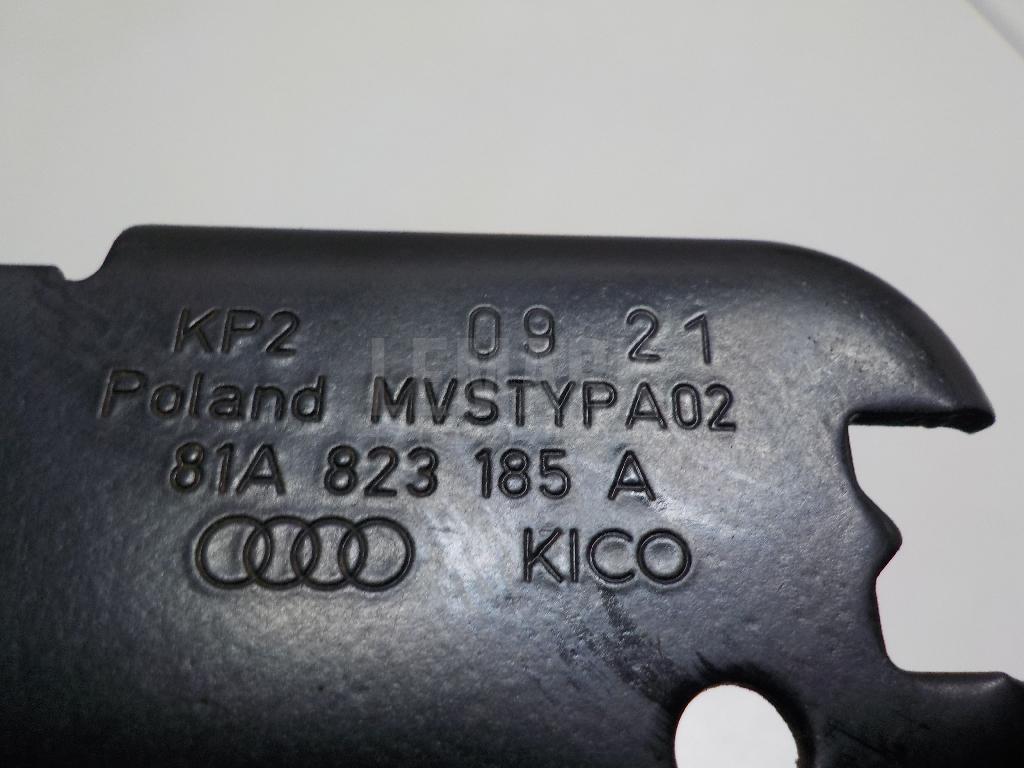 KP2 09 21
Poland MVSTYPA02
81A 823 185 A
KICO